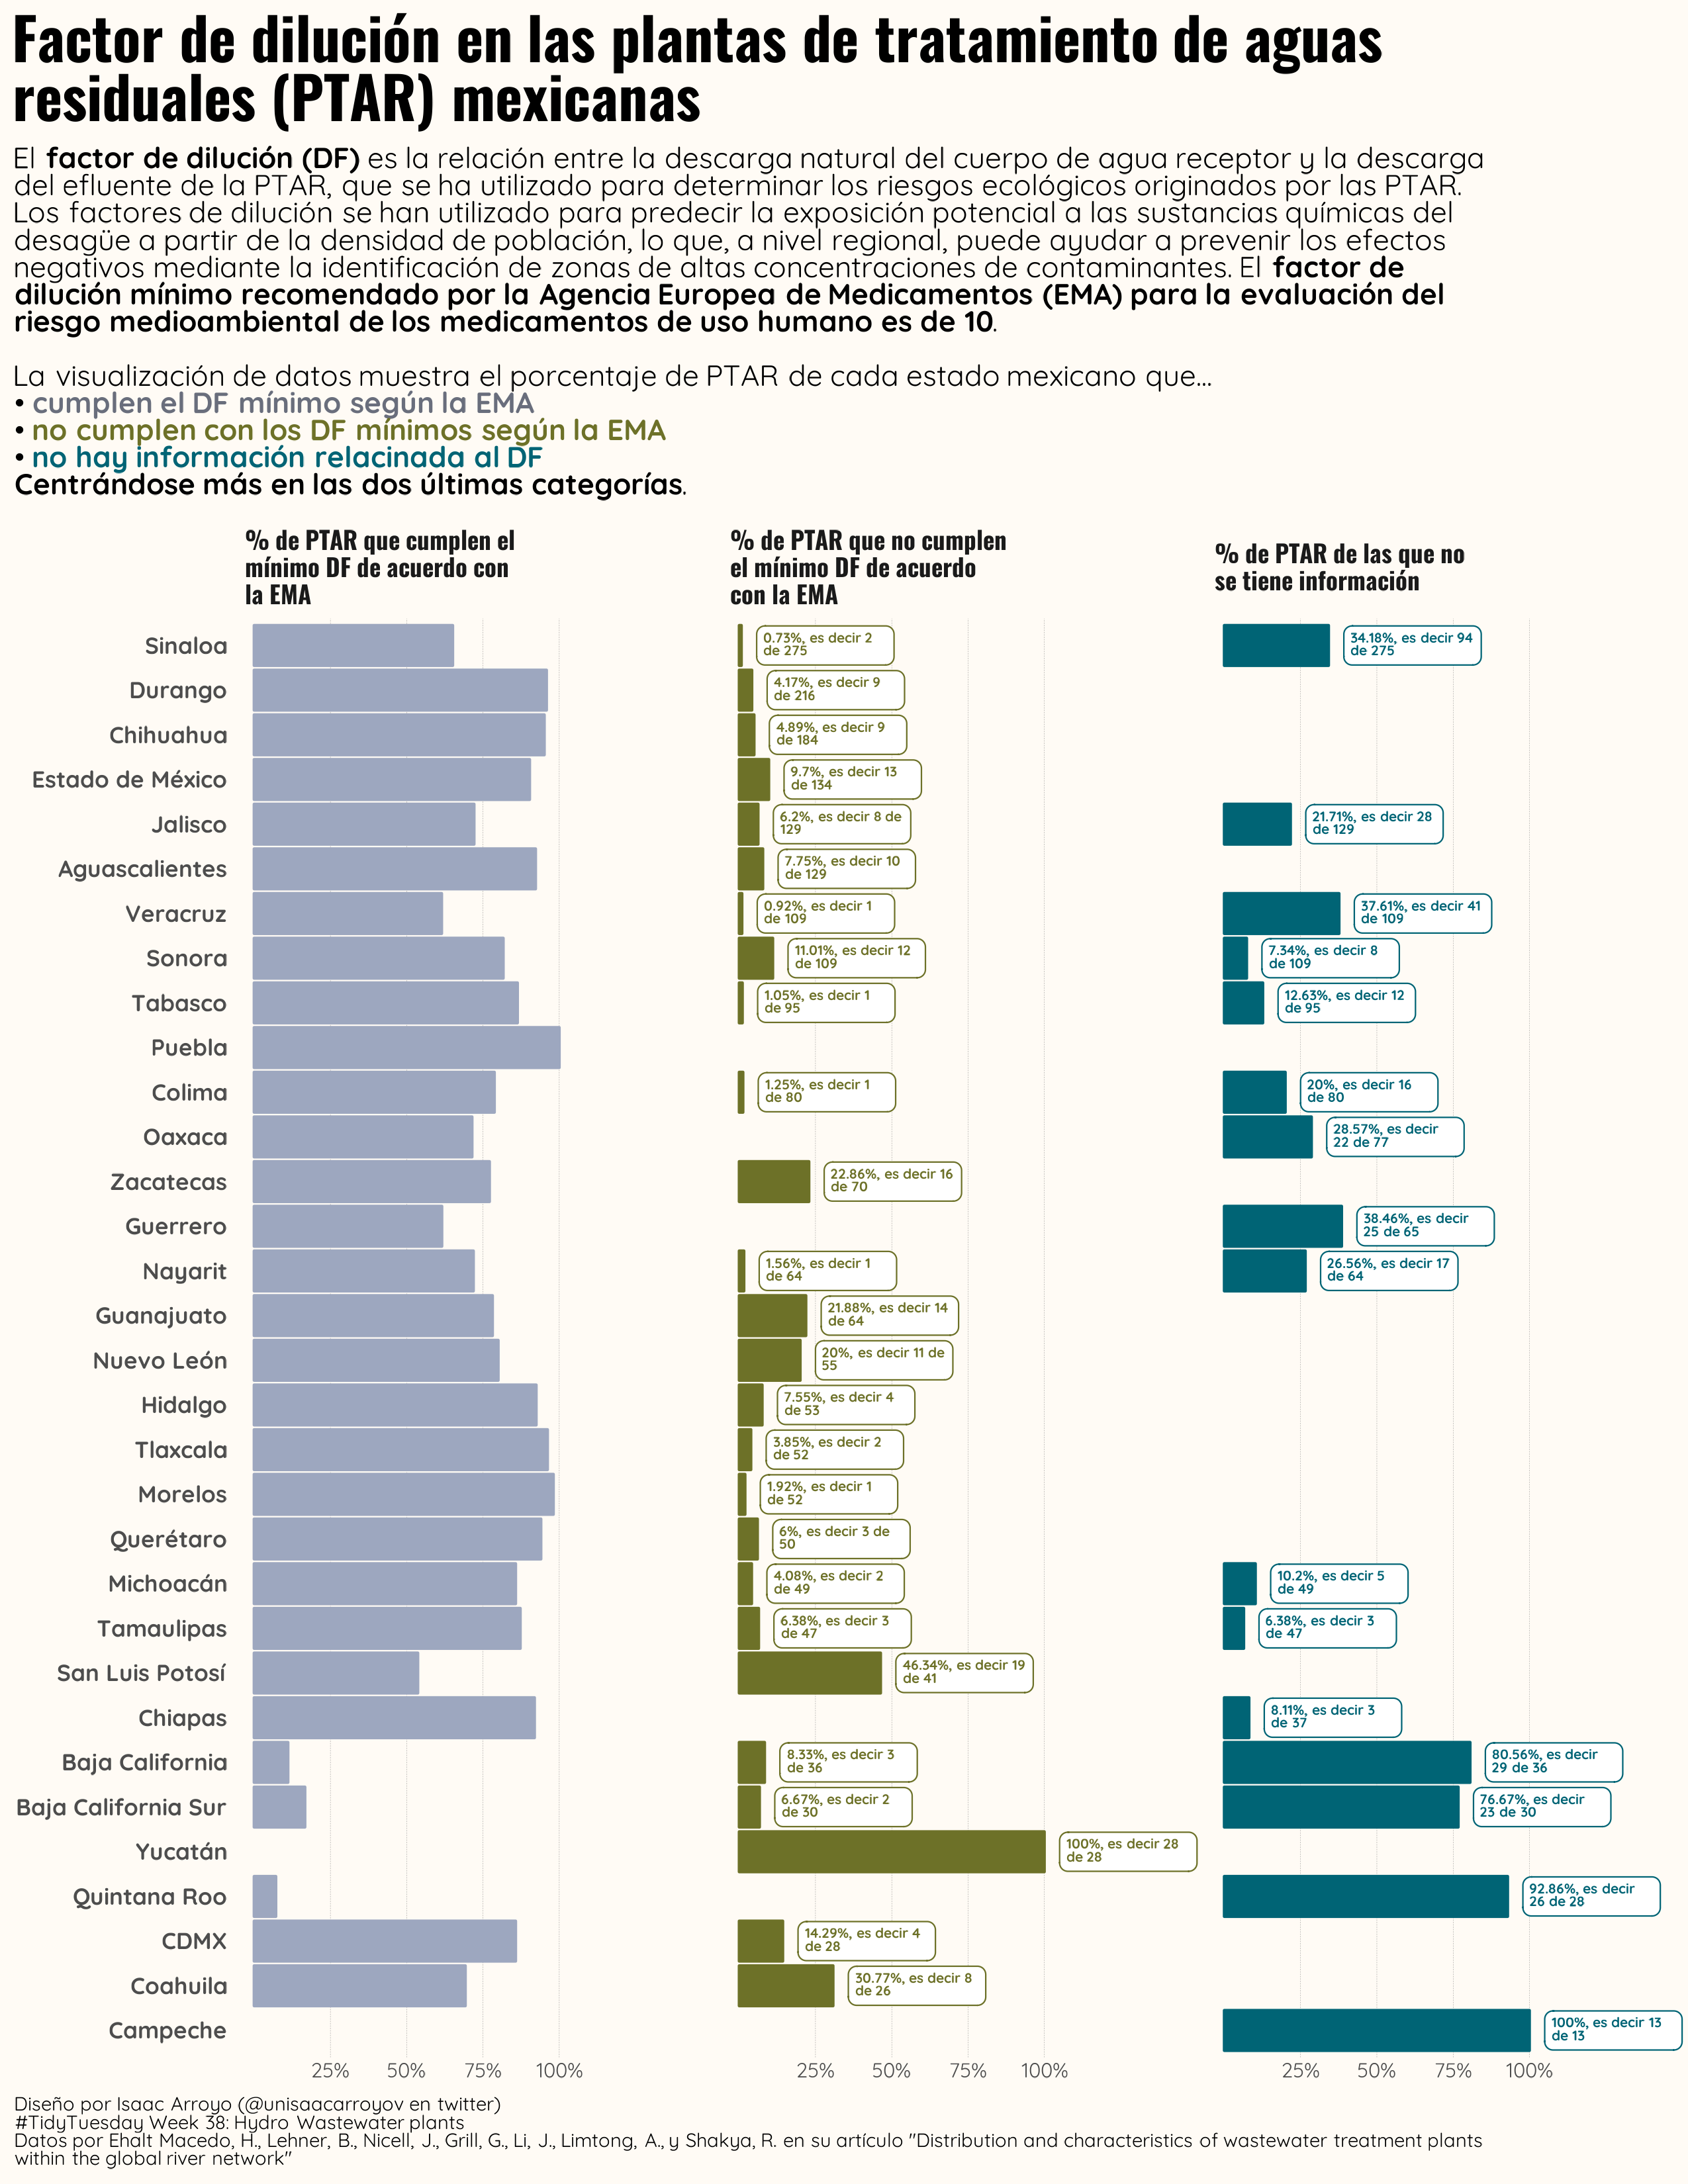 Factor de dilución en las plantas de tratamiento de aguas
residuales (PTAR) mexicanas
El factor de dilución (DF) es la relación entre la descarga natural del cuerpo de agua receptor y la descarga
del efluente de la PTAR, que se ha utilizado para determinar los riesgos ecológicos originados por las PTAR.
Los factores de dilución se han utilizado para predecir la exposición potencial a las sustancias químicas del
desagüe a partir de la densidad de población, lo que, a nivel regional, puede ayudar a prevenir los efectos
negativos mediante la identificación de zonas de altas concentraciones de contaminantes. El factor de
dilución mínimo recomendado por la Agencia Europea de Medicamentos (EMA) para la evaluación del
riesgo medioambiental de los medicamentos de uso humano es de 10.
La visualización de datos muestra el porcentaje de PTAR de cada estado mexicano que...
• cumplen el DF mínimo según la EMA
• no cumplen con los DF mínimos según la EMA
• no hay información relacinada al DF
Centrándose más en las dos últimas categorías.
% de PTAR que cumplen el
mínimo DF de acuerdo con
la EMA
% de PTAR que no cumplen
el mínimo DF de acuerdo
con la EMA
% de PTAR de las que no
se tiene información
Sinaloa
0.73%, es decir 2
de 275
34.18%, es decir 94
de 275
Durango
4.17%, es decir 9
de 216
Chihuahua
4.89%, es decir 9
de 184
Estado de México
9.7%, es decir 13
de 134
Jalisco
6.2%, es decir 8 de
129
21.71%, es decir 28
de 129
Aguascalientes
7.75%, es decir 10
de 129
Veracruz
0.92%, es decir 1
de 109
37.61%, es decir 41
de 109
Sonora
11.01%, es decir 12
de 109
7.34%, es decir 8
de 109
Tabasco
1.05%, es decir 1
de 95
12.63%, es decir 12
de 95
Puebla
Colima
1.25%, es decir 1
de 80
20%, es decir 16
de 80
Oaxaca
28.57%, es decir
22 de 77
Zacatecas
22.86%, es decir 16
de 70
Guerrero
38.46%, es decir
25 de 65
Nayarit
1.56%, es decir 1
de 64
26.56%, es decir 17
de 64
Guanajuato
21.88%, es decir 14
de 64
Nuevo León
20%, es decir 11 de
55
Hidalgo
7.55%, es decir 4
de 53
Tlaxcala
3.85%, es decir 2
de 52
Morelos
1.92%, es decir 1
de 52
Querétaro
6%, es decir 3 de
50
Michoacán
4.08%, es decir 2
de 49
10.2%, es decir 5
de 49
Tamaulipas
6.38%, es decir 3
de 47
6.38%, es decir 3
de 47
San Luis Potosí
46.34%, es decir 19
de 41
Chiapas
8.11%, es decir 3
de 37
Baja California
8.33%, es decir 3
de 36
80.56%, es decir
29 de 36
Baja California Sur
6.67%, es decir 2
de 30
76.67%, es decir
23 de 30
Yucatán
100%, es decir 28
de 28
Quintana Roo
92.86%, es decir
26 de 28
CDMX
14.29%, es decir 4
de 28
Coahuila
30.77%, es decir 8
de 26
Campeche
100%, es decir 13
de 13
25% 50% 75% 100%
25% 50% 75% 100%
25% 50% 75% 100%
Diseño por Isaac Arroyo (@unisaacarroyov en twitter)
#TidyTuesday Week 38: Hydro Wastewater plants
Datos por Ehalt Macedo, H., Lehner, B., Nicell, J., Grill, G., Li, J., Limtong, A., y Shakya, R. en su artículo "Distribution and characteristics of wastewater treatment plants
within the global river network"